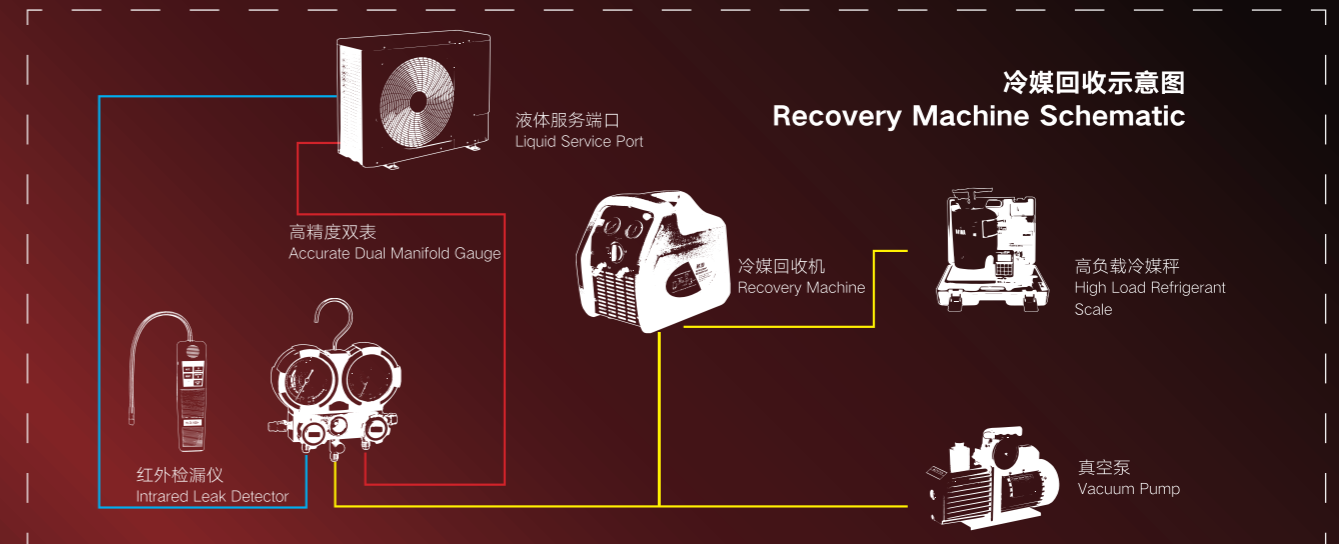 冷媒回收示意图
Recovery Machine Schematic
液体服务端口
Liquid Service Port
高精度双表
Accurate Dual Manifold Gauge
冷媒回收机
Recovery Machine
高负载冷媒秤
High Load Refrigerant
Scale
红外检漏仪
Intrared Leak Detector
真空泵
Vacuum Pump